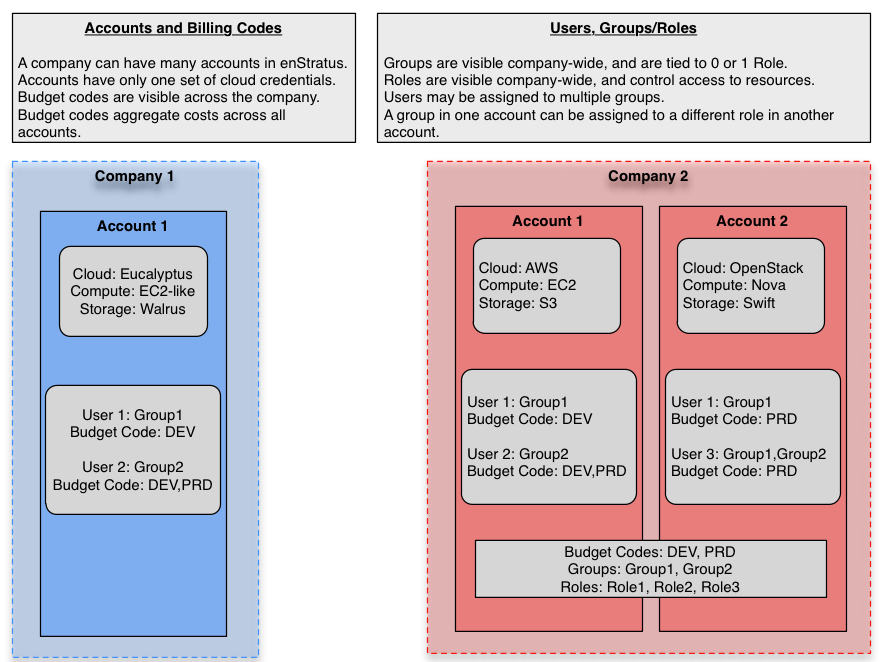 Accounts and Billing Codes
A company can have many accounts in enStratus.
Accounts have only one set of cloud credentials.
Budget codes are visible across the company.
Budget codes aggregate costs across all
accounts.
Users, Groups/Roles
Groups are visible company-wide, and are tied to 0 or 1 Role.
Roles are visible company-wide, and control access to resources.
Users may be assigned to multiple groups.
A group in one account can be assigned to a different role in another
account.
Company 1
Account 1
Cloud: Eucalyptus
Compute: EC2-like
Storage: Walrus
User 1: Group1
Budget Code: DEV
User 2: Group2
Budget Code: DEV,PRD
Company 2
Account 1
Cloud: AWS
Compute: EC2
Storage: S3
User 1: Group1
Budget Code: DEV
User 2: Group2
Budget Code: DEV,PRD
Account 2
Cloud: OpenStack
Compute: Nova
Storage: Swift
User 1: Group1
Budget Code: PRD
User 3: Group1,Group2
Budget Code: PRD
Budget Codes: DEV, PRD
Groups: Group1, Group2
Roles: Role1, Role2, Role3